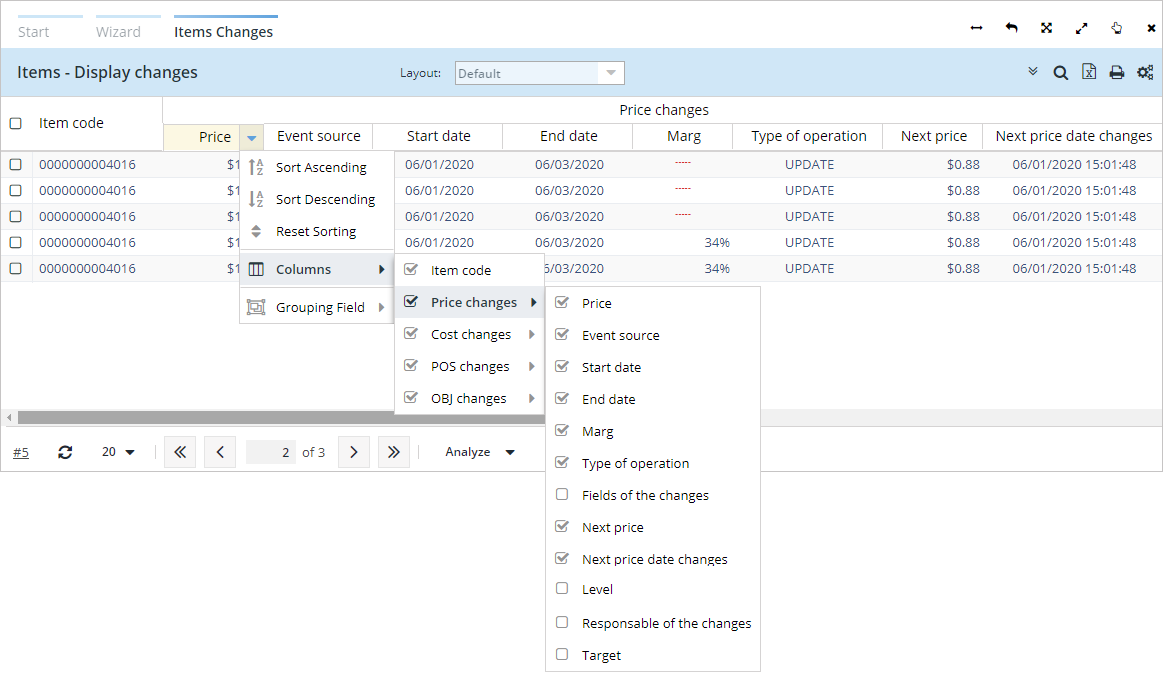 Start Wizard Items Changes
Items - Display changes Layout: Default
Price changes
Item code Price Event source Start date End date Marg Type of operation Next price Next price date changes
0000000004016 $1 06/01/2020 06/03/2020 ----- UPDATE $0.88 06/01/2020 15:01:48
0000000004016 $1 06/01/2020 06/03/2020 ----- UPDATE $0.88 06/01/2020 15:01:48
0000000004016 $1 06/01/2020 06/03/2020 ----- UPDATE $0.88 06/01/2020 15:01:48
0000000004016 $1 06/01/2020 06/03/2020 34% UPDATE $0.88 06/01/2020 15:01:48
0000000004016 $1 /03/2020 34% UPDATE $0.88 06/01/2020 15:01:48
Sort Ascending
Sort Descending
Reset Sorting
Columns
Grouping Field
Item code
Price changes
Cost changes
POS changes
OBJ changes
Price
Event source
Start date
End date
Marg
Type of operation
Fields of the changes
Next price
Next price date changes
Level
Responsable of the changes
Target
#5 20 2 of 3 Analyze